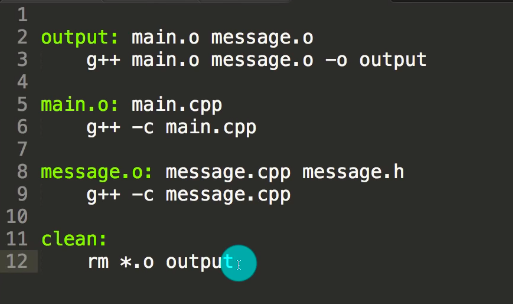 1
2 output: main.o message.o
3     g++ main.o message.o -o output
4
5 main.o: main.cpp
6     g++ -c main.cpp
7
8 message.o: message.cpp message.h
9     g++ -c message.cpp
10
11 clean:
12     rm *.o output